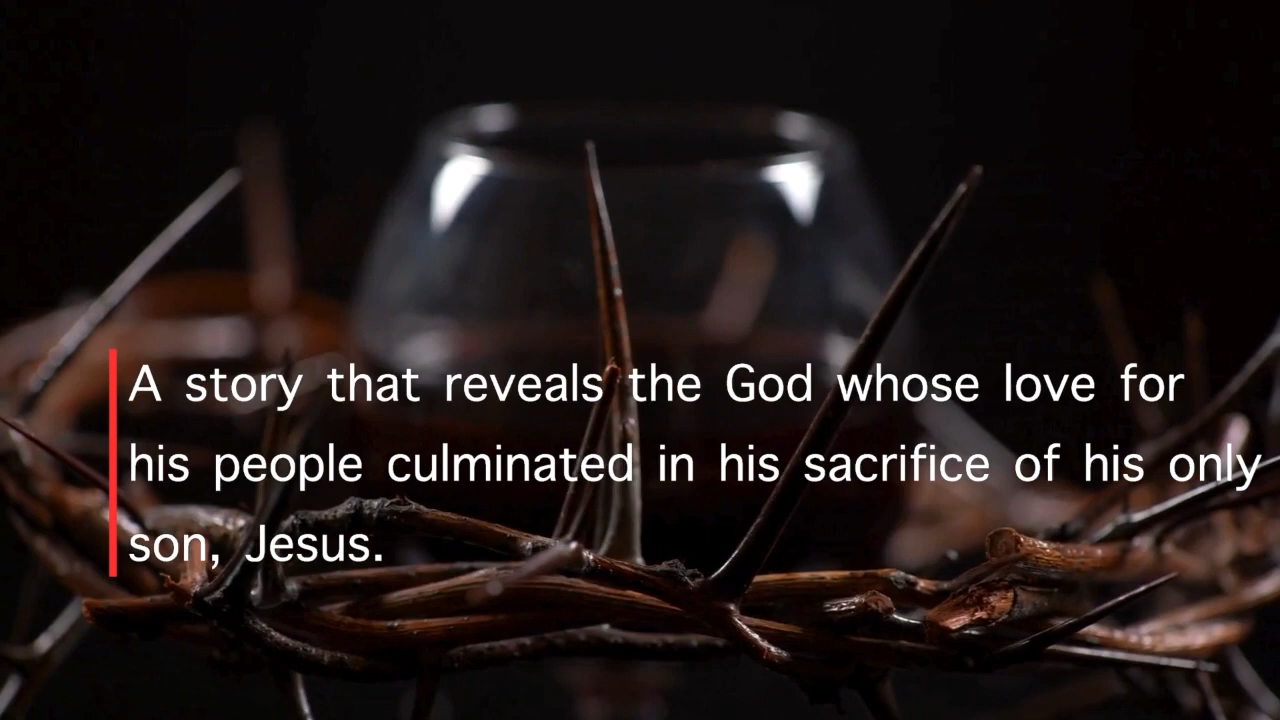 A story that reveals the God whose love for
his people culminated in his sacrifice of his only
son, Jesus.